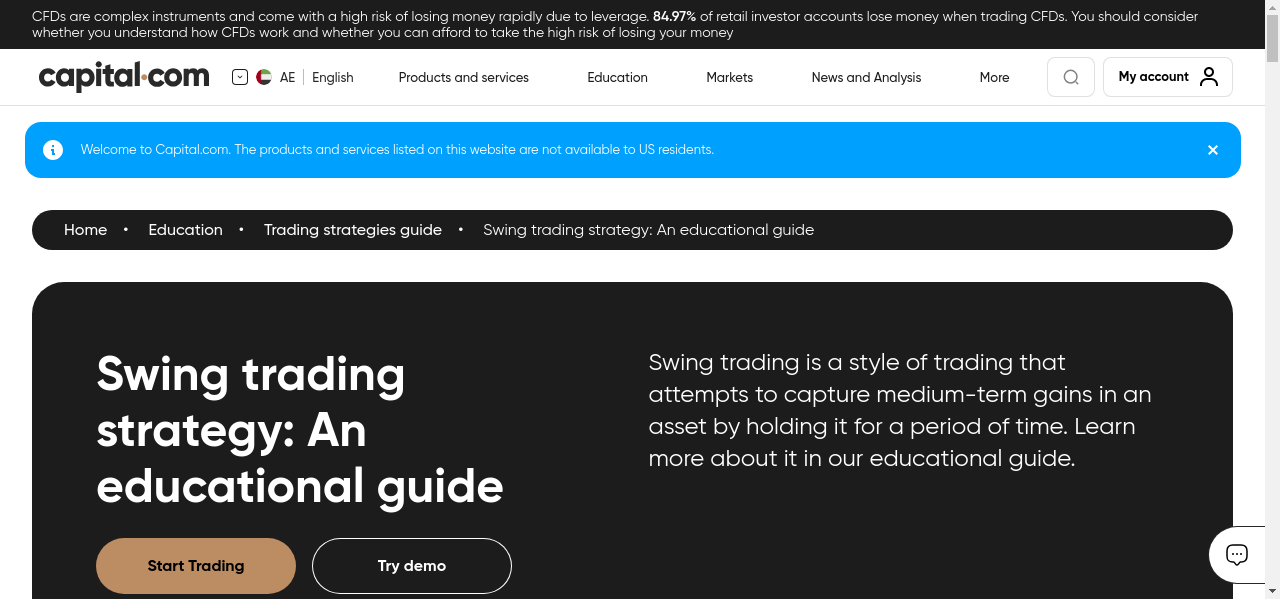 CFDs are complex instruments and come with a high risk of losing money rapidly due to leverage. 84.97% of retail investor accounts lose money when trading CFDs. You should consider
whether you understand how CFDs work and whether you can afford to take the high risk of losing your money
capital.com
AE English
Products and services
Education
Markets
News and Analysis
More
My account
Welcome to Capital.com. The products and services listed on this website are not available to US residents.
Home • Education • Trading strategies guide • Swing trading strategy: An educational guide
Swing trading
strategy: An
educational guide
Swing trading is a style of trading that
attempts to capture medium-term gains in an
asset by holding it for a period of time. Learn
more about it in our educational guide.
Start Trading
Try demo